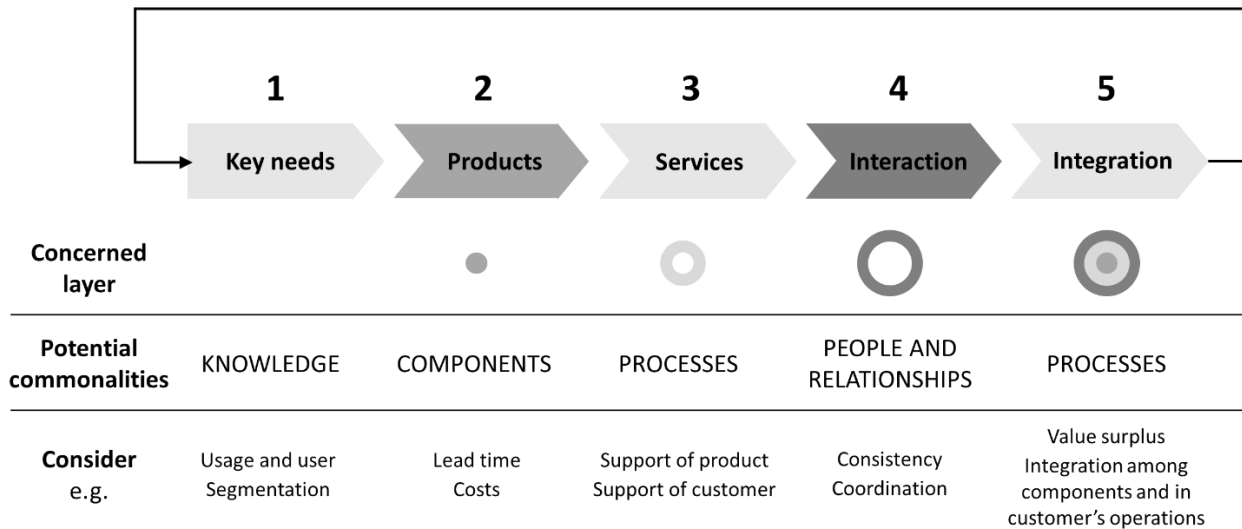 1 2 3 4 5
Key needs Products Services Interaction Integration
Concerned
layer
Potential
commonalities
KNOWLEDGE COMPONENTS PROCESSES PEOPLE AND
RELATIONSHIPS PROCESSES
Consider
e.g.
Usage and user
Segmentation
Lead time
Costs
Support of product
Support of customer
Consistency
Coordination
Value surplus
Integration among
components and in
customer's operations